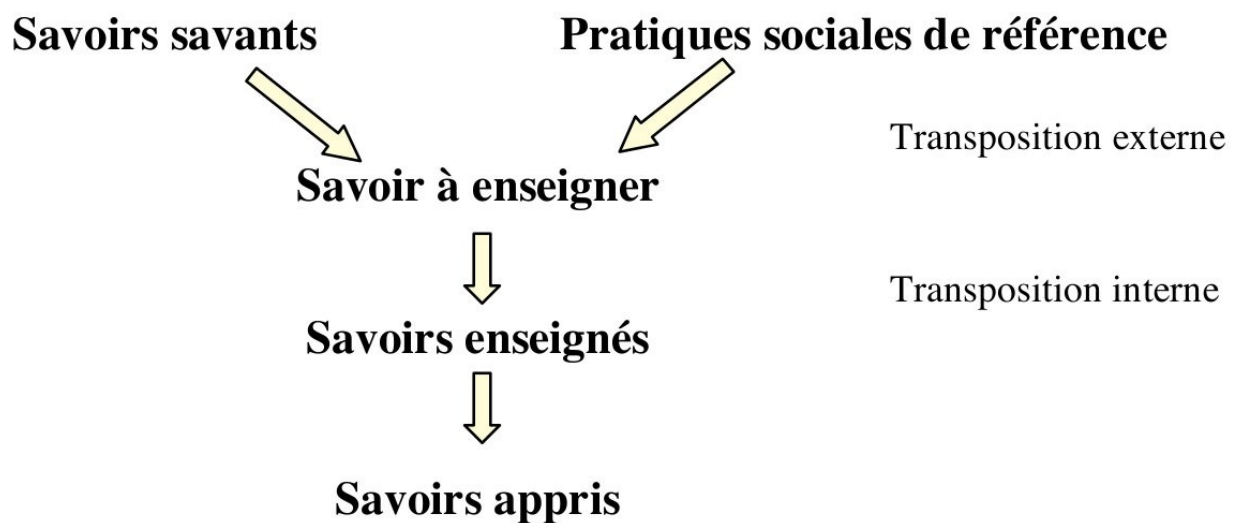 Savoirs savants
Pratiques sociales de référence
Transposition externe
Savoir à enseigner
Transposition interne
Savoirs enseignés
Savoirs appris